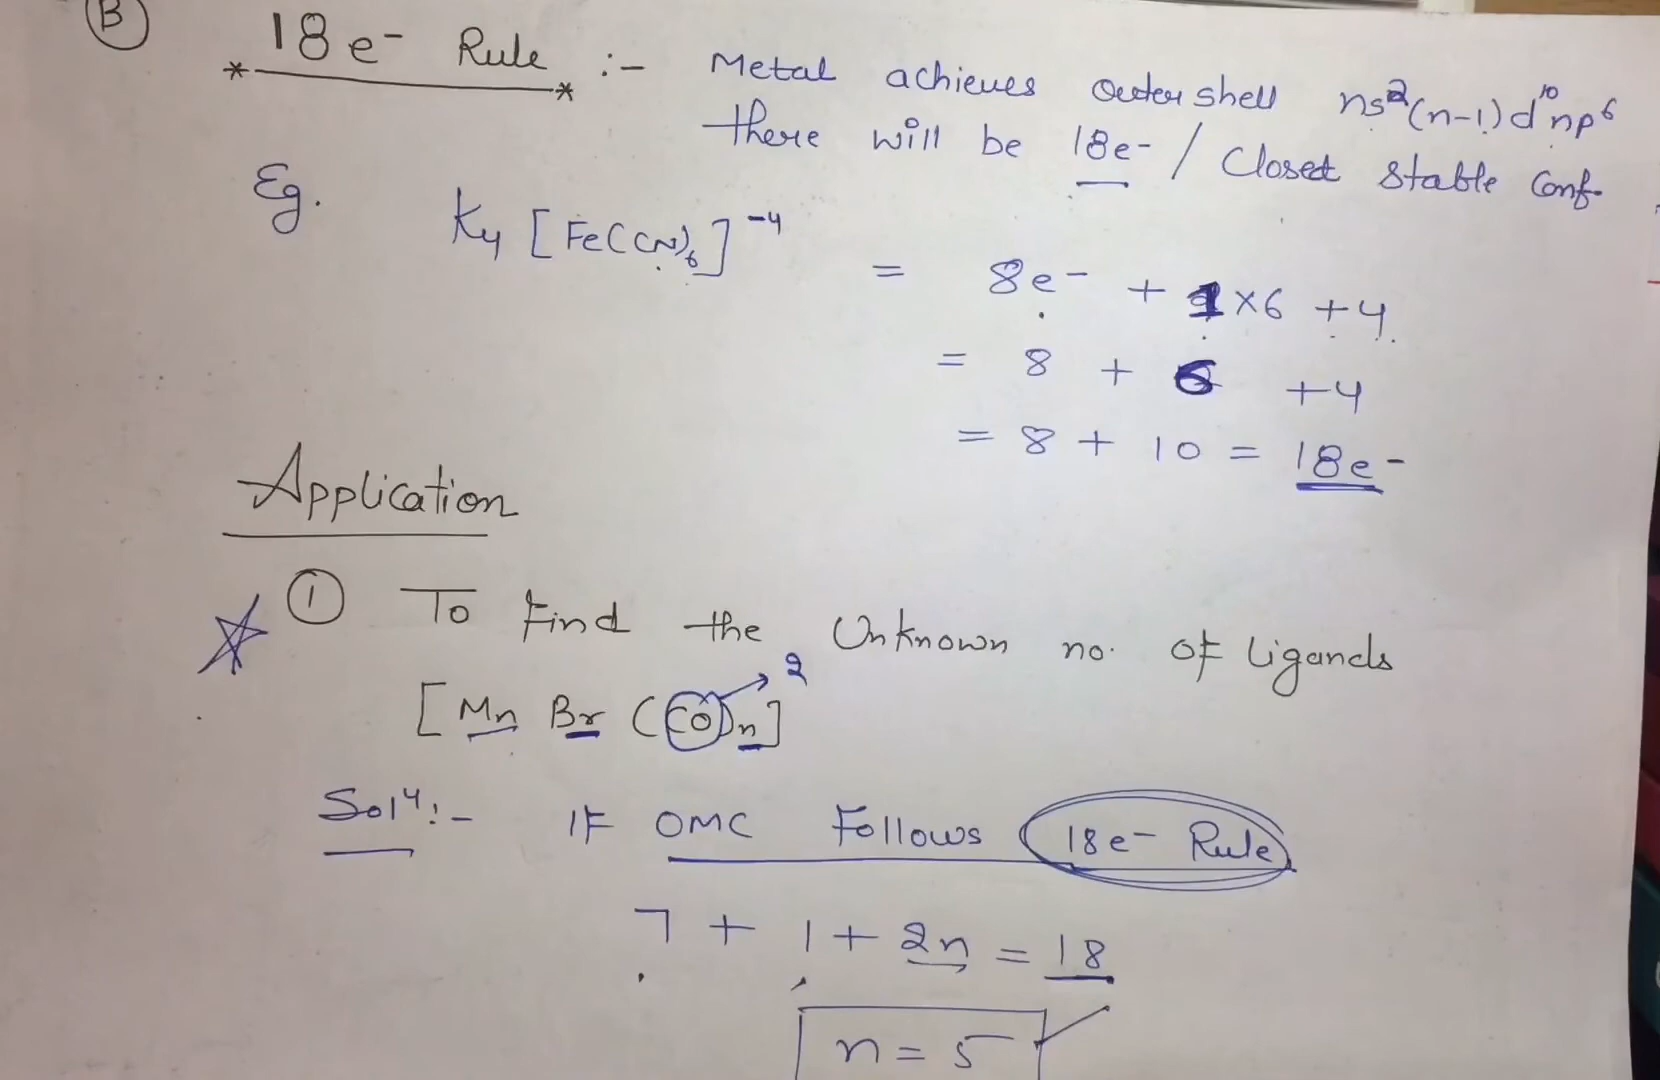 B
18e⁻ Rule :- Metal achieves outer shell ns²(n-1)d¹⁰np⁶
there will be 18e- / Closed stable Conf.
Eg. K₄[Fe(CN)₆]⁻⁴ = 8e⁻ + 1×6 +4
= 8 + 6 +4
= 8 + 10 = 18e⁻
Application
① To Find the Unknown no. of ligands
[Mn Br (CO)n] → 2
Solⁿ:- IF OMC Follows 18e⁻ Rule
7 + 1 + 2n = 18
n = 5